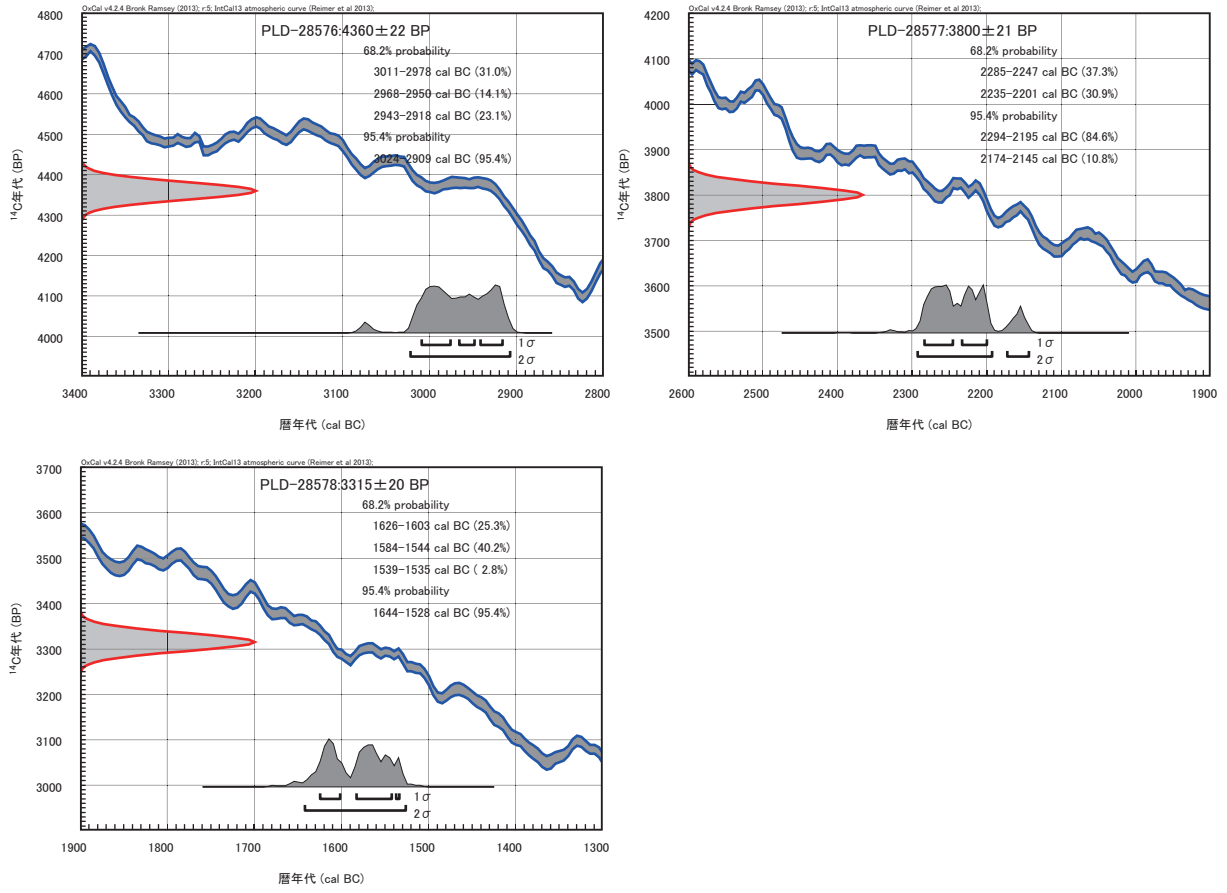 OxCal v4.2.4 Bronk Ramsey (2013); r:5; IntCal13 atmospheric curve (Reimer et al 2013);
PLD-28576:4360±22 BP
68.2% probability
3011-2978 cal BC (31.0%)
2968-2950 cal BC (14.1%)
2943-2918 cal BC (23.1%)
95.4% probability
3024-2909 cal BC (95.4%)
4800
4700
4600
4500
4400
4300
4200
4100
4000
14C年代 (BP)
1σ
2σ
3400 3300 3200 3100 3000 2900 2800
暦年代 (cal BC)
OxCal v4.2.4 Bronk Ramsey (2013); r:5; IntCal13 atmospheric curve (Reimer et al 2013);
PLD-28577:3800±21 BP
68.2% probability
2285-2247 cal BC (37.3%)
2235-2201 cal BC (30.9%)
95.4% probability
2294-2195 cal BC (84.6%)
2174-2145 cal BC (10.8%)
4200
4100
4000
3900
3800
3700
3600
3500
14C年代 (BP)
1σ
2σ
2600 2500 2400 2300 2200 2100 2000 1900
暦年代 (cal BC)
OxCal v4.2.4 Bronk Ramsey (2013); r:5; IntCal13 atmospheric curve (Reimer et al 2013);
PLD-28578:3315±20 BP
68.2% probability
1626-1603 cal BC (25.3%)
1584-1544 cal BC (40.2%)
1539-1535 cal BC ( 2.8%)
95.4% probability
1644-1528 cal BC (95.4%)
3700
3600
3500
3400
3300
3200
3100
3000
14C年代 (BP)
1σ
2σ
1900 1800 1700 1600 1500 1400 1300
暦年代 (cal BC)